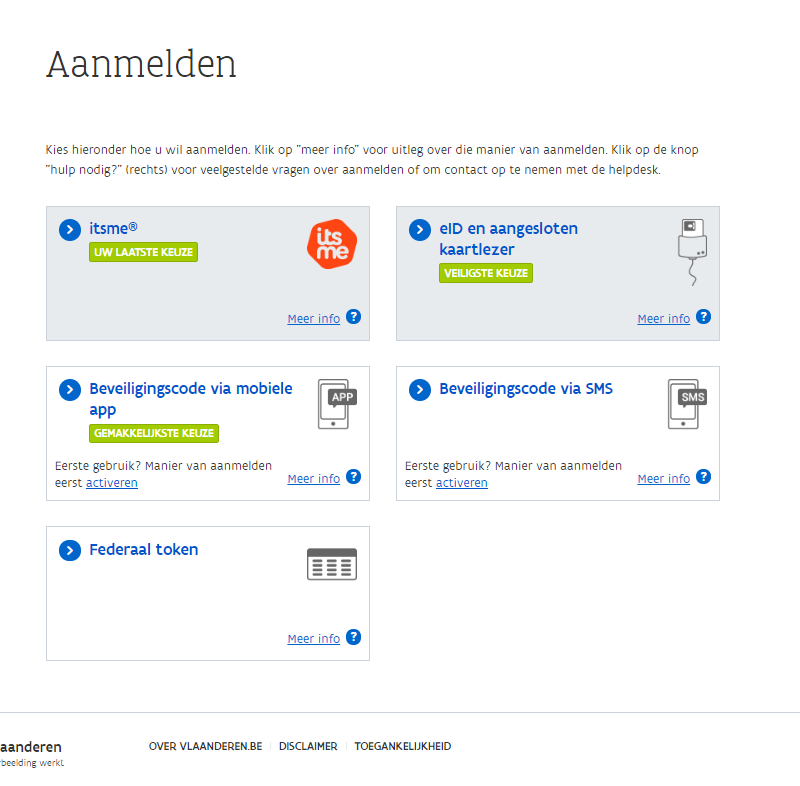 Aanmelden
Kies hieronder hoe u wil aanmelden. Klik op "meer info" voor uitleg over die manier van aanmelden. Klik op de knop
"hulp nodig?" (rechts) voor veelgestelde vragen over aanmelden of om contact op te nemen met de helpdesk.
itsme®
UW LAATSTE KEUZE
its
me
Meer info ?
eID en aangesloten
kaartlezer
VEILIGSTE KEUZE
Meer info ?
Beveiligingscode via mobiele
app
GEMAKKELIJKSTE KEUZE
APP
Eerste gebruik? Manier van aanmelden
eerst activeren
Meer info ?
Beveiligingscode via SMS
SMS
Eerste gebruik? Manier van aanmelden
eerst activeren
Meer info ?
Federaal token
Meer info ?
aanderen
rbeelding werkt
OVER VLAANDEREN.BE
DISCLAIMER
TOEGANKELIJKHEID